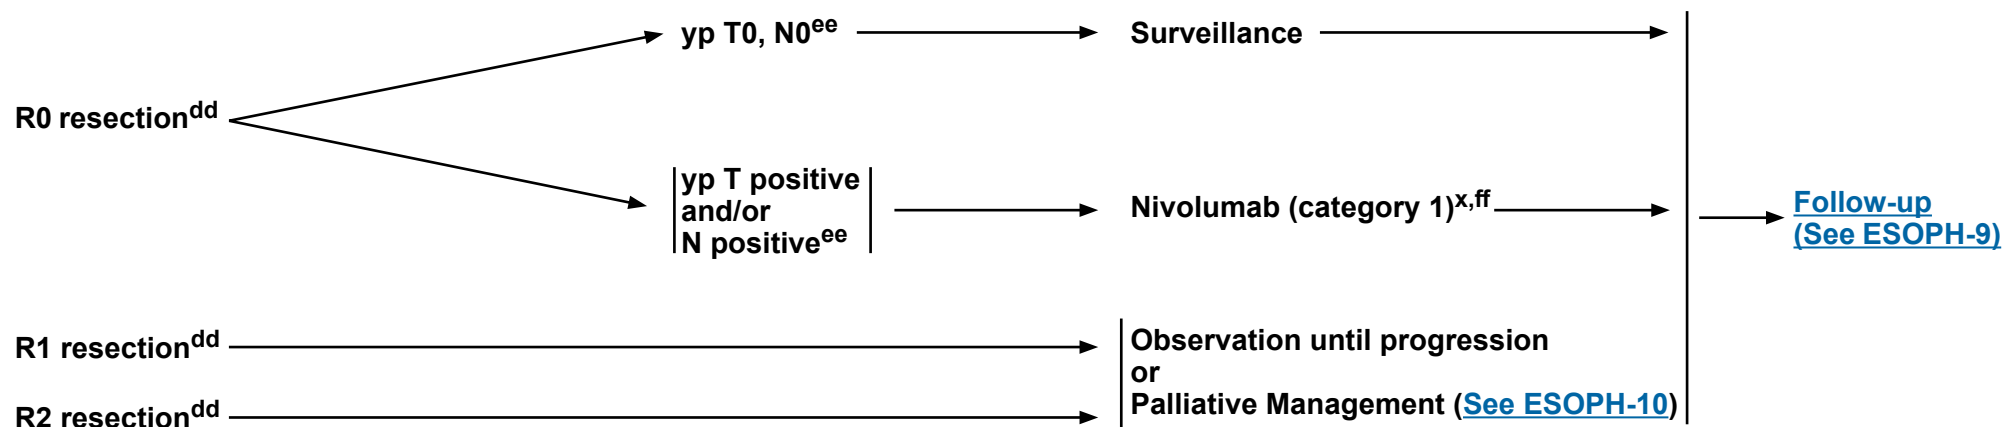 yp T0, N0ee
Surveillance
R0 resectiondd
yp T positive
and/or
N positiveee
Nivolumab (category 1)x,ff
Follow-up
(See ESOPH-9)
R1 resectiondd
Observation until progression
or
Palliative Management (See ESOPH-10)
R2 resectiondd